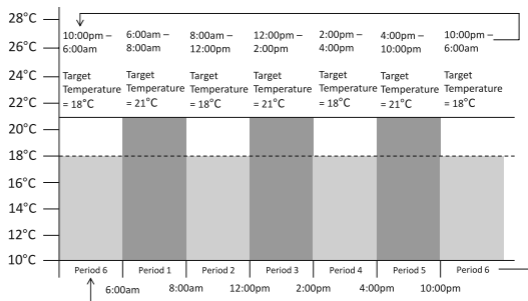 28°C
26°C
24°C
22°C
20°C
18°C
16°C
14°C
12°C
10°C
10:00pm –
6:00am
Target
Temperature
= 18°C
6:00am –
8:00am
Target
Temperature
= 21°C
8:00am –
12:00pm
Target
Temperature
= 18°C
12:00pm –
2:00pm
Target
Temperature
= 21°C
2:00pm –
4:00pm
Target
Temperature
= 18°C
4:00pm –
10:00pm
Target
Temperature
= 21°C
10:00pm –
6:00am
Target
Temperature
= 18°C
Period 6
Period 1
Period 2
Period 3
Period 4
Period 5
Period 6
6:00am
8:00am
12:00pm
2:00pm
4:00pm
10:00pm